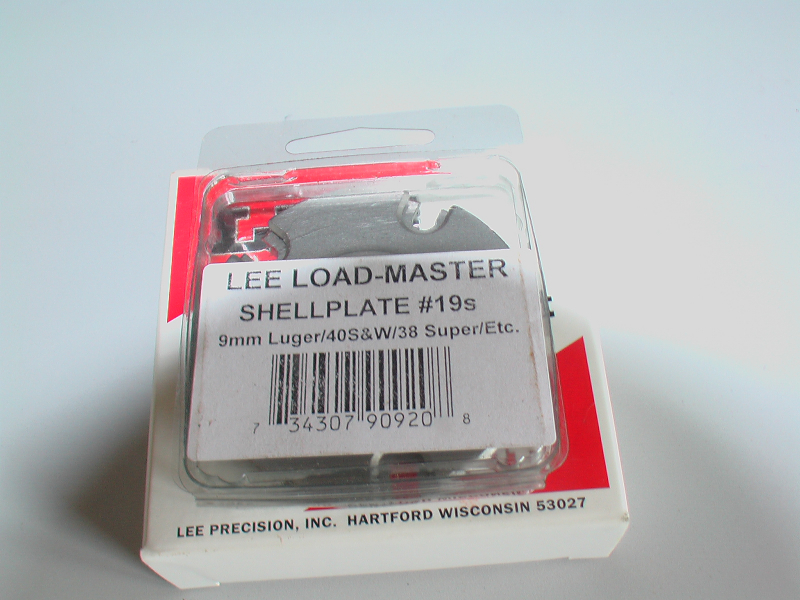 LEE LOAD-MASTER
SHELLPLATE #19s
9mm Luger/40S&W/38 Super/Etc.
7 34307 90920 8
LEE PRECISION, INC. HARTFORD WISCONSIN 53027